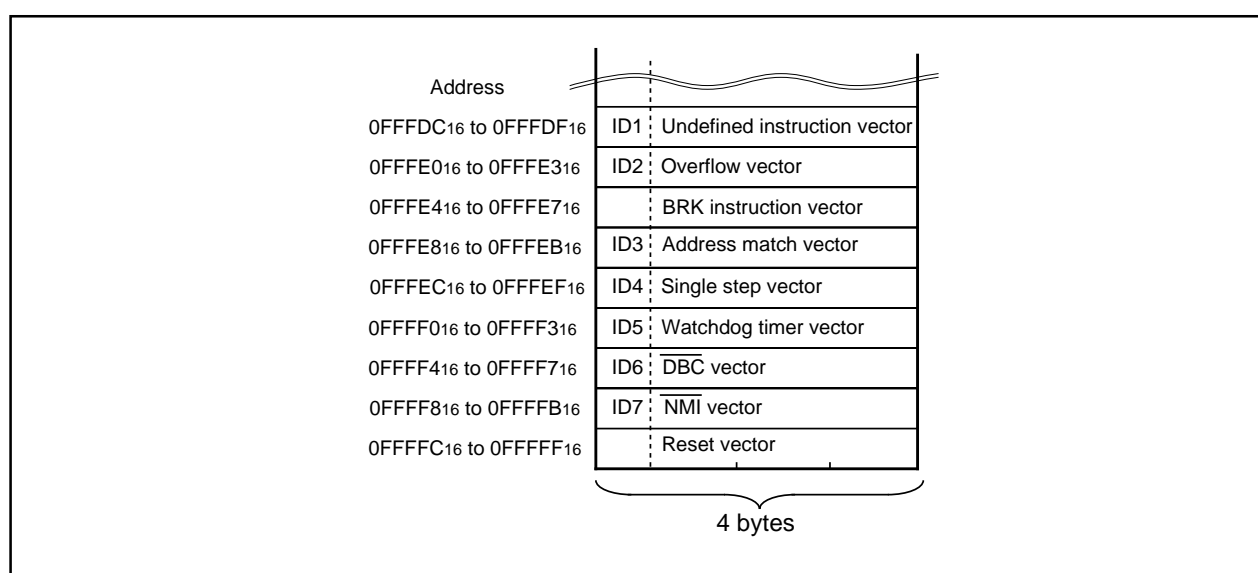 Address
0FFFDC16 to 0FFFDF16 ID1 Undefined instruction vector
0FFFE016 to 0FFFE316 ID2 Overflow vector
0FFFE416 to 0FFFE716 BRK instruction vector
0FFFE816 to 0FFFEB16 ID3 Address match vector
0FFFEC16 to 0FFFEF16 ID4 Single step vector
0FFFF016 to 0FFFF316 ID5 Watchdog timer vector
0FFFF416 to 0FFFF716 ID6 D̅B̅C̅ vector
0FFFF816 to 0FFFFB16 ID7 N̅M̅I̅ vector
0FFFFC16 to 0FFFFF16 Reset vector
4 bytes